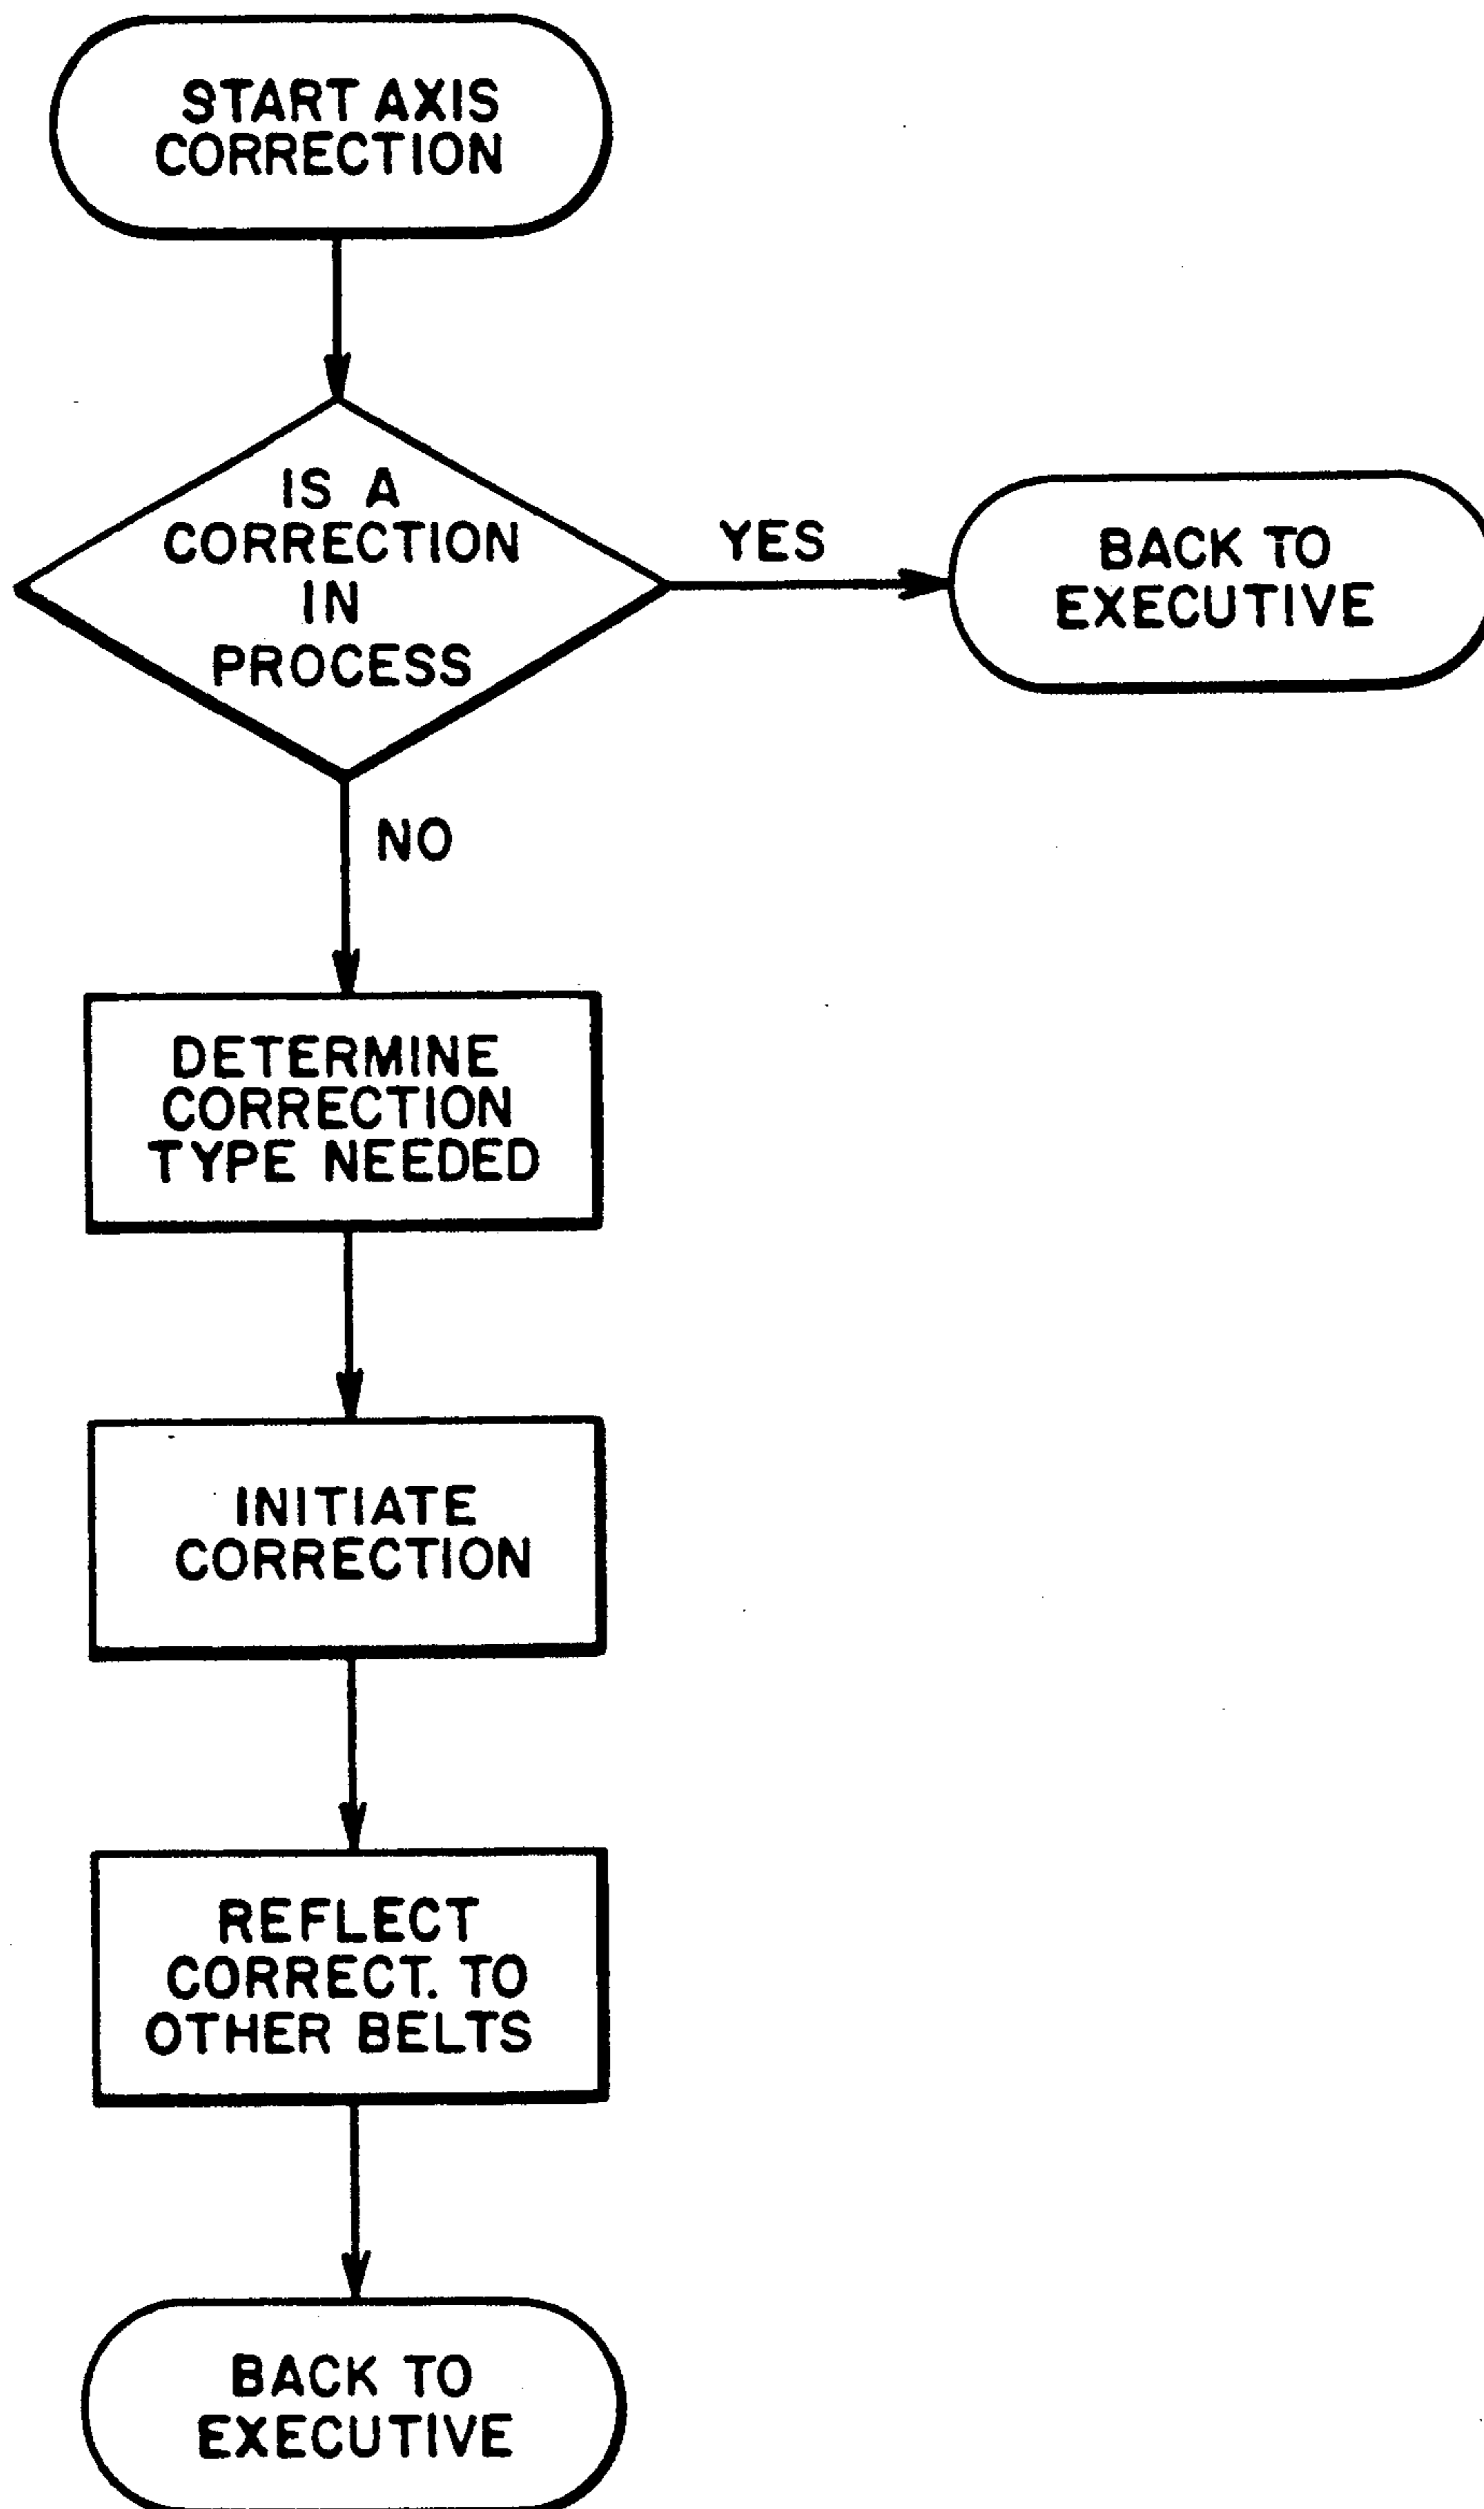 START AXIS
CORRECTION
IS A
CORRECTION
IN
PROCESS
YES
BACK TO
EXECUTIVE
NO
DETERMINE
CORRECTION
TYPE NEEDED
INITIATE
CORRECTION
REFLECT
CORRECT. TO
OTHER BELTS
BACK TO
EXECUTIVE